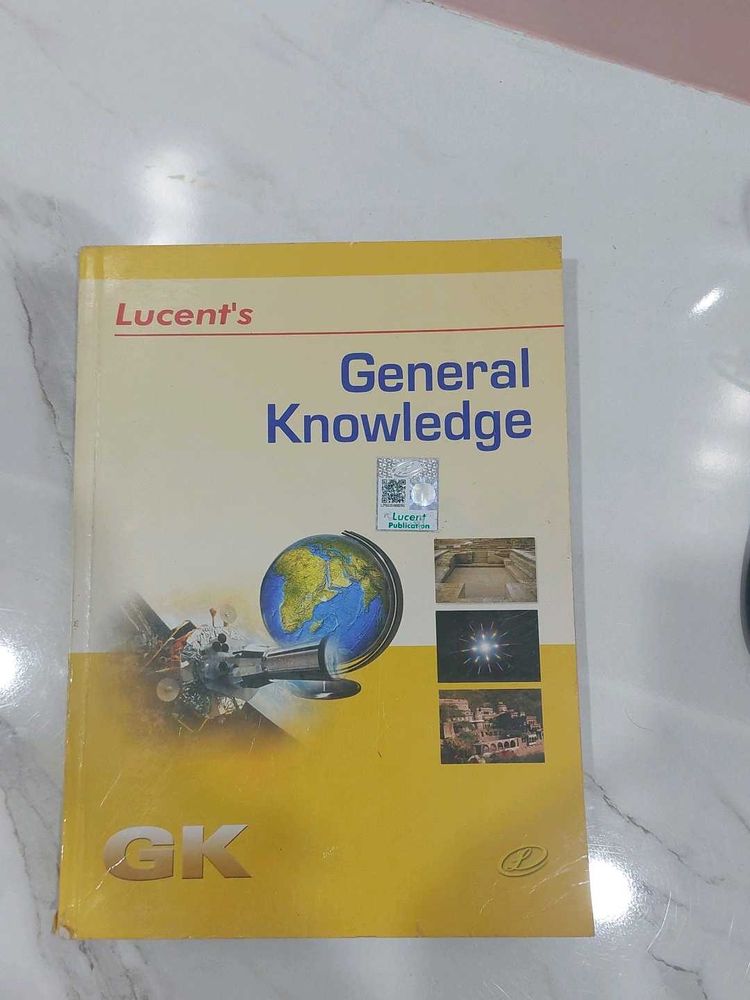 Lucent's
General
Knowledge
Lucent
Publication
GK
L